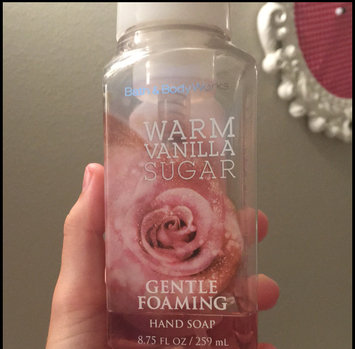 Bath & Body Works
WARM
VANILLA
SUGAR
GENTLE
FOAMING
HAND SOAP
8.75 FL OZ / 259 mL